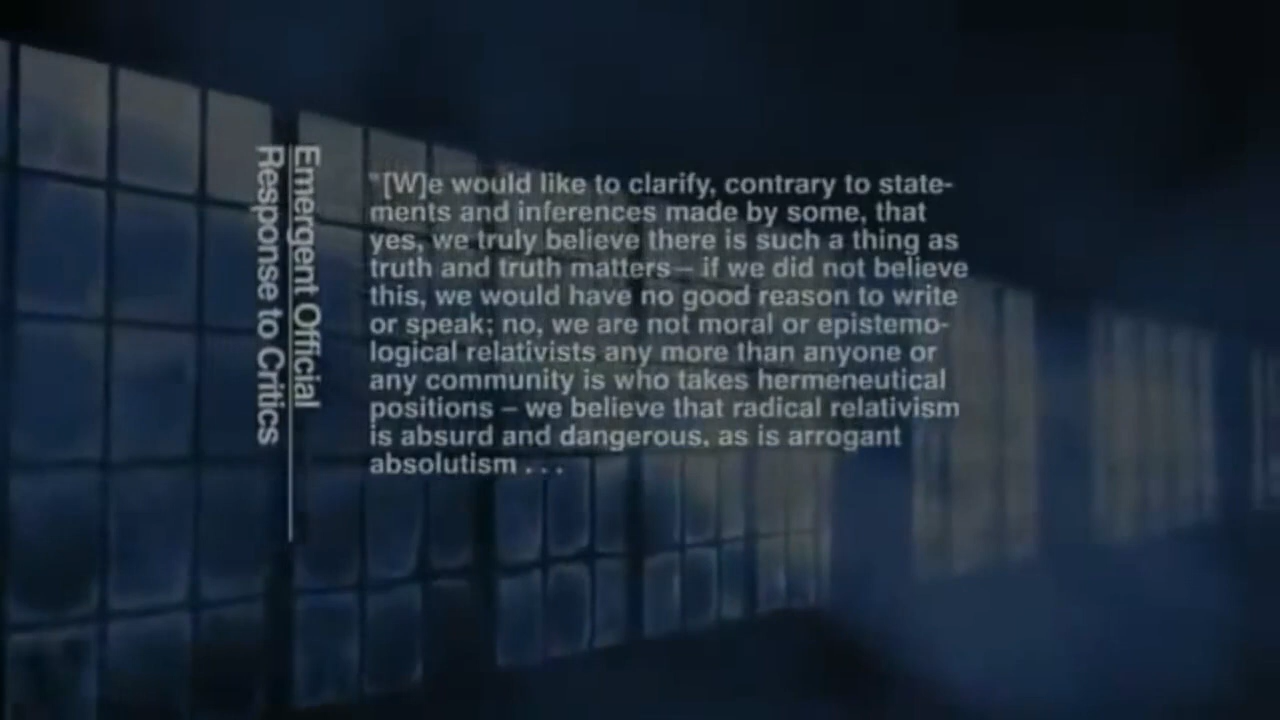 Emergent Official
Response to Critics
"[W]e would like to clarify, contrary to state-
ments and inferences made by some, that
yes, we truly believe there is such a thing as
truth and truth matters – if we did not believe
this, we would have no good reason to write
or speak; no, we are not moral or epistemo-
logical relativists any more than anyone or
any community is who takes hermeneutical
positions – we believe that radical relativism
is absurd and dangerous, as is arrogant
absolutism . . .